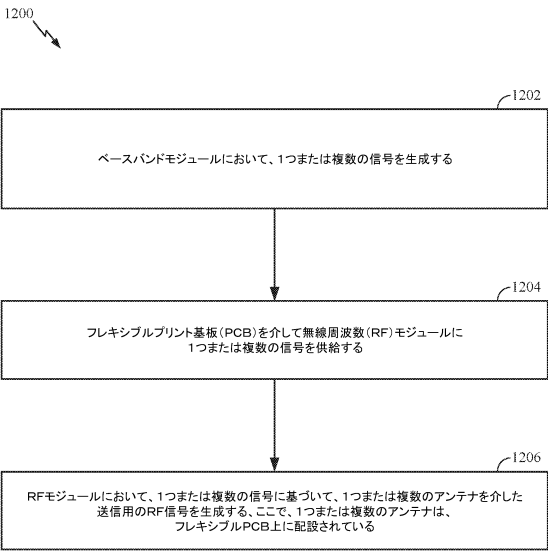 1200
1202
ベースバンドモジュールにおいて、1つまたは複数の信号を生成する
1204
フレキシブルプリント基板(PCB)を介して無線周波数(RF)モジュールに
1つまたは複数の信号を供給する
1206
RFモジュールにおいて、1つまたは複数の信号に基づいて、1つまたは複数のアンテナを介した
送信用のRF信号を生成する、ここで、1つまたは複数のアンテナは、
フレキシブルPCB上に配設されている